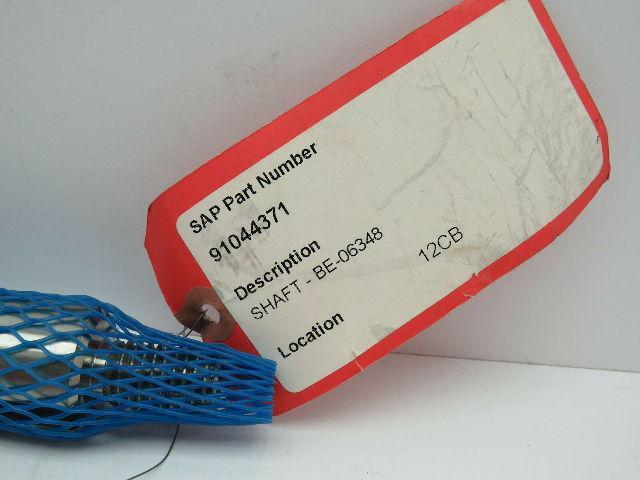 SAP Part Number
91044371
Description
SHAFT - BE-06348
12CB
Location